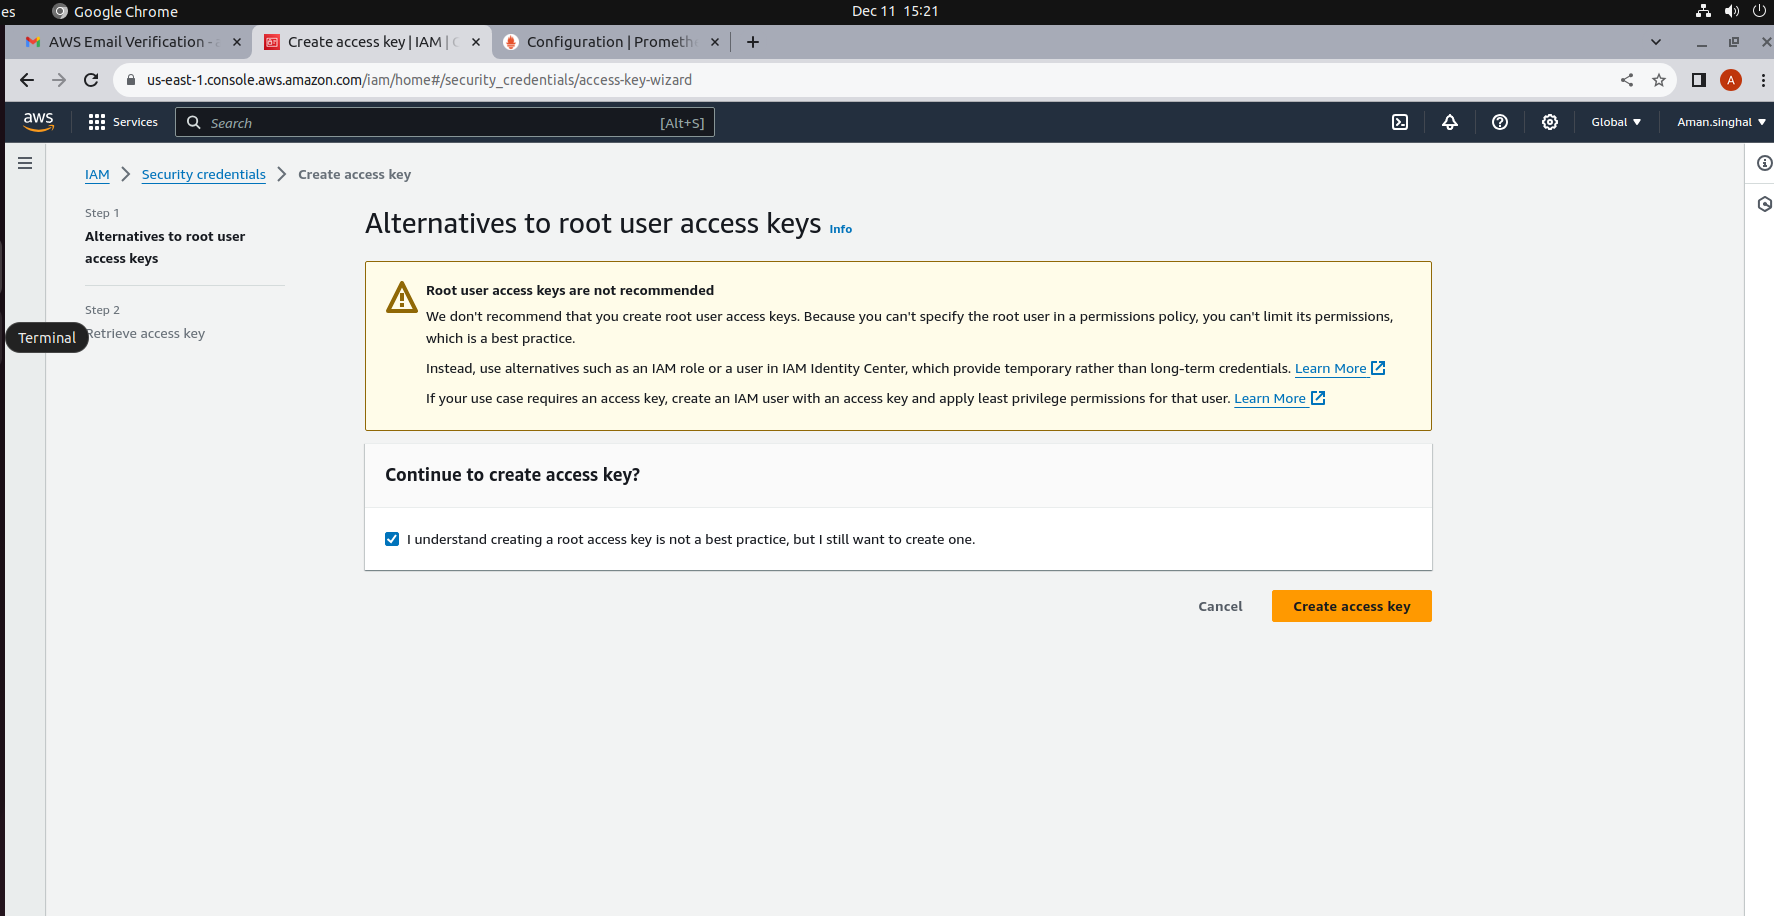 es Google Chrome Dec 11 15:21
AWS Email Verification - Create access key | IAM | Configuration | Prometh
us-east-1.console.aws.amazon.com/iam/home#/security_credentials/access-key-wizard A
aws Services Search [Alt+S] Global Aman.singhal
IAM Security credentials Create access key
Step 1
Alternatives to root user
access keys
Step 2
Retrieve access key
Terminal
Alternatives to root user access keys Info
Root user access keys are not recommended
We don't recommend that you create root user access keys. Because you can't specify the root user in a permissions policy, you can't limit its permissions,
which is a best practice.
Instead, use alternatives such as an IAM role or a user in IAM Identity Center, which provide temporary rather than long-term credentials. Learn More
If your use case requires an access key, create an IAM user with an access key and apply least privilege permissions for that user. Learn More
Continue to create access key?
I understand creating a root access key is not a best practice, but I still want to create one.
Cancel Create access key